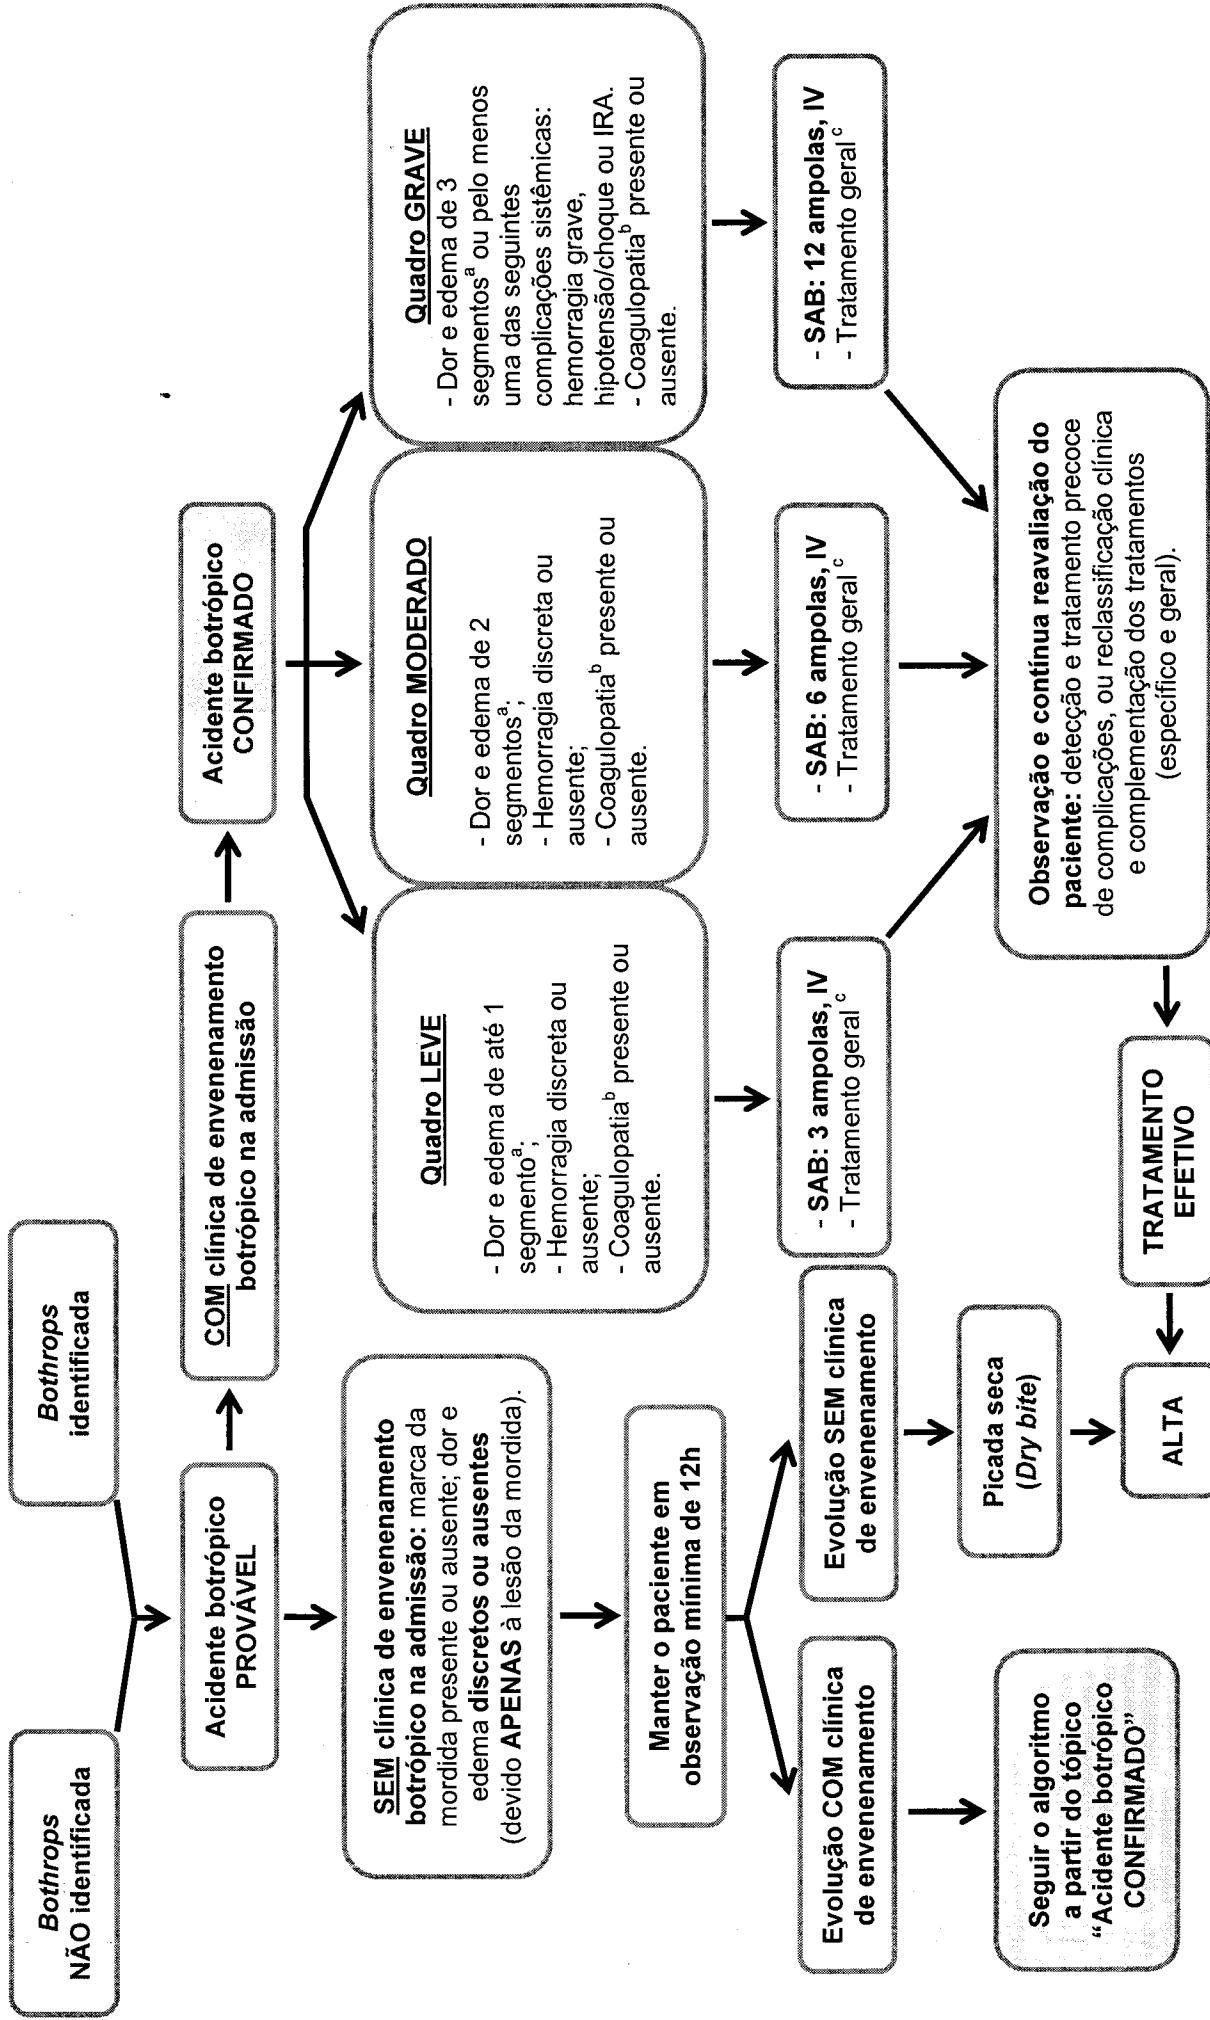 Bothrops
NÃO identificada
Bothrops
identificada
Acidente botrópico
PROVÁVEL
COM clínica de envenenamento
botrópico na admissão
Acidente botrópico
CONFIRMADO
SEM clínica de envenenamento
botrópico na admissão: marca da
mordida presente ou ausente; dor e
edema discretos ou ausentes
(devido APENAS à lesão da mordida).
Quadro LEVE
- Dor e edema de até 1
segmentoᵃ;
- Hemorragia discreta ou
ausente;
- Coagulopatiaᵇ presente ou
ausente.
Quadro MODERADO
- Dor e edema de 2
segmentosᵃ;
- Hemorragia discreta ou
ausente;
- Coagulopatiaᵇ presente ou
ausente.
Quadro GRAVE
- Dor e edema de 3
segmentosᵃ ou pelo menos
uma das seguintes
complicações sistêmicas:
hemorragia grave,
hipotensão/choque ou IRA.
- Coagulopatiaᵇ presente ou
ausente.
Manter o paciente em
observação mínima de 12h
- SAB: 3 ampolas, IV
- Tratamento geral ᶜ
- SAB: 6 ampolas, IV
- Tratamento geral ᶜ
- SAB: 12 ampolas, IV
- Tratamento geral ᶜ
Evolução COM clínica
de envenenamento
Evolução SEM clínica
de envenenamento
Seguir o algoritmo
a partir do tópico
“Acidente botrópico
CONFIRMADO”
Picada seca
(Dry bite)
Observação e contínua reavaliação do
paciente: detecção e tratamento precoce
de complicações, ou reclassificação clínica
e complementação dos tratamentos
(específico e geral).
ALTA
TRATAMENTO
EFETIVO